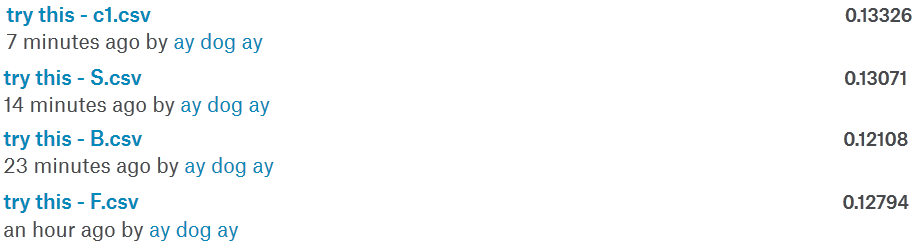 try this - c1.csv 0.13326
7 minutes ago by ay dog ay
try this - S.csv 0.13071
14 minutes ago by ay dog ay
try this - B.csv 0.12108
23 minutes ago by ay dog ay
try this - F.csv 0.12794
an hour ago by ay dog ay